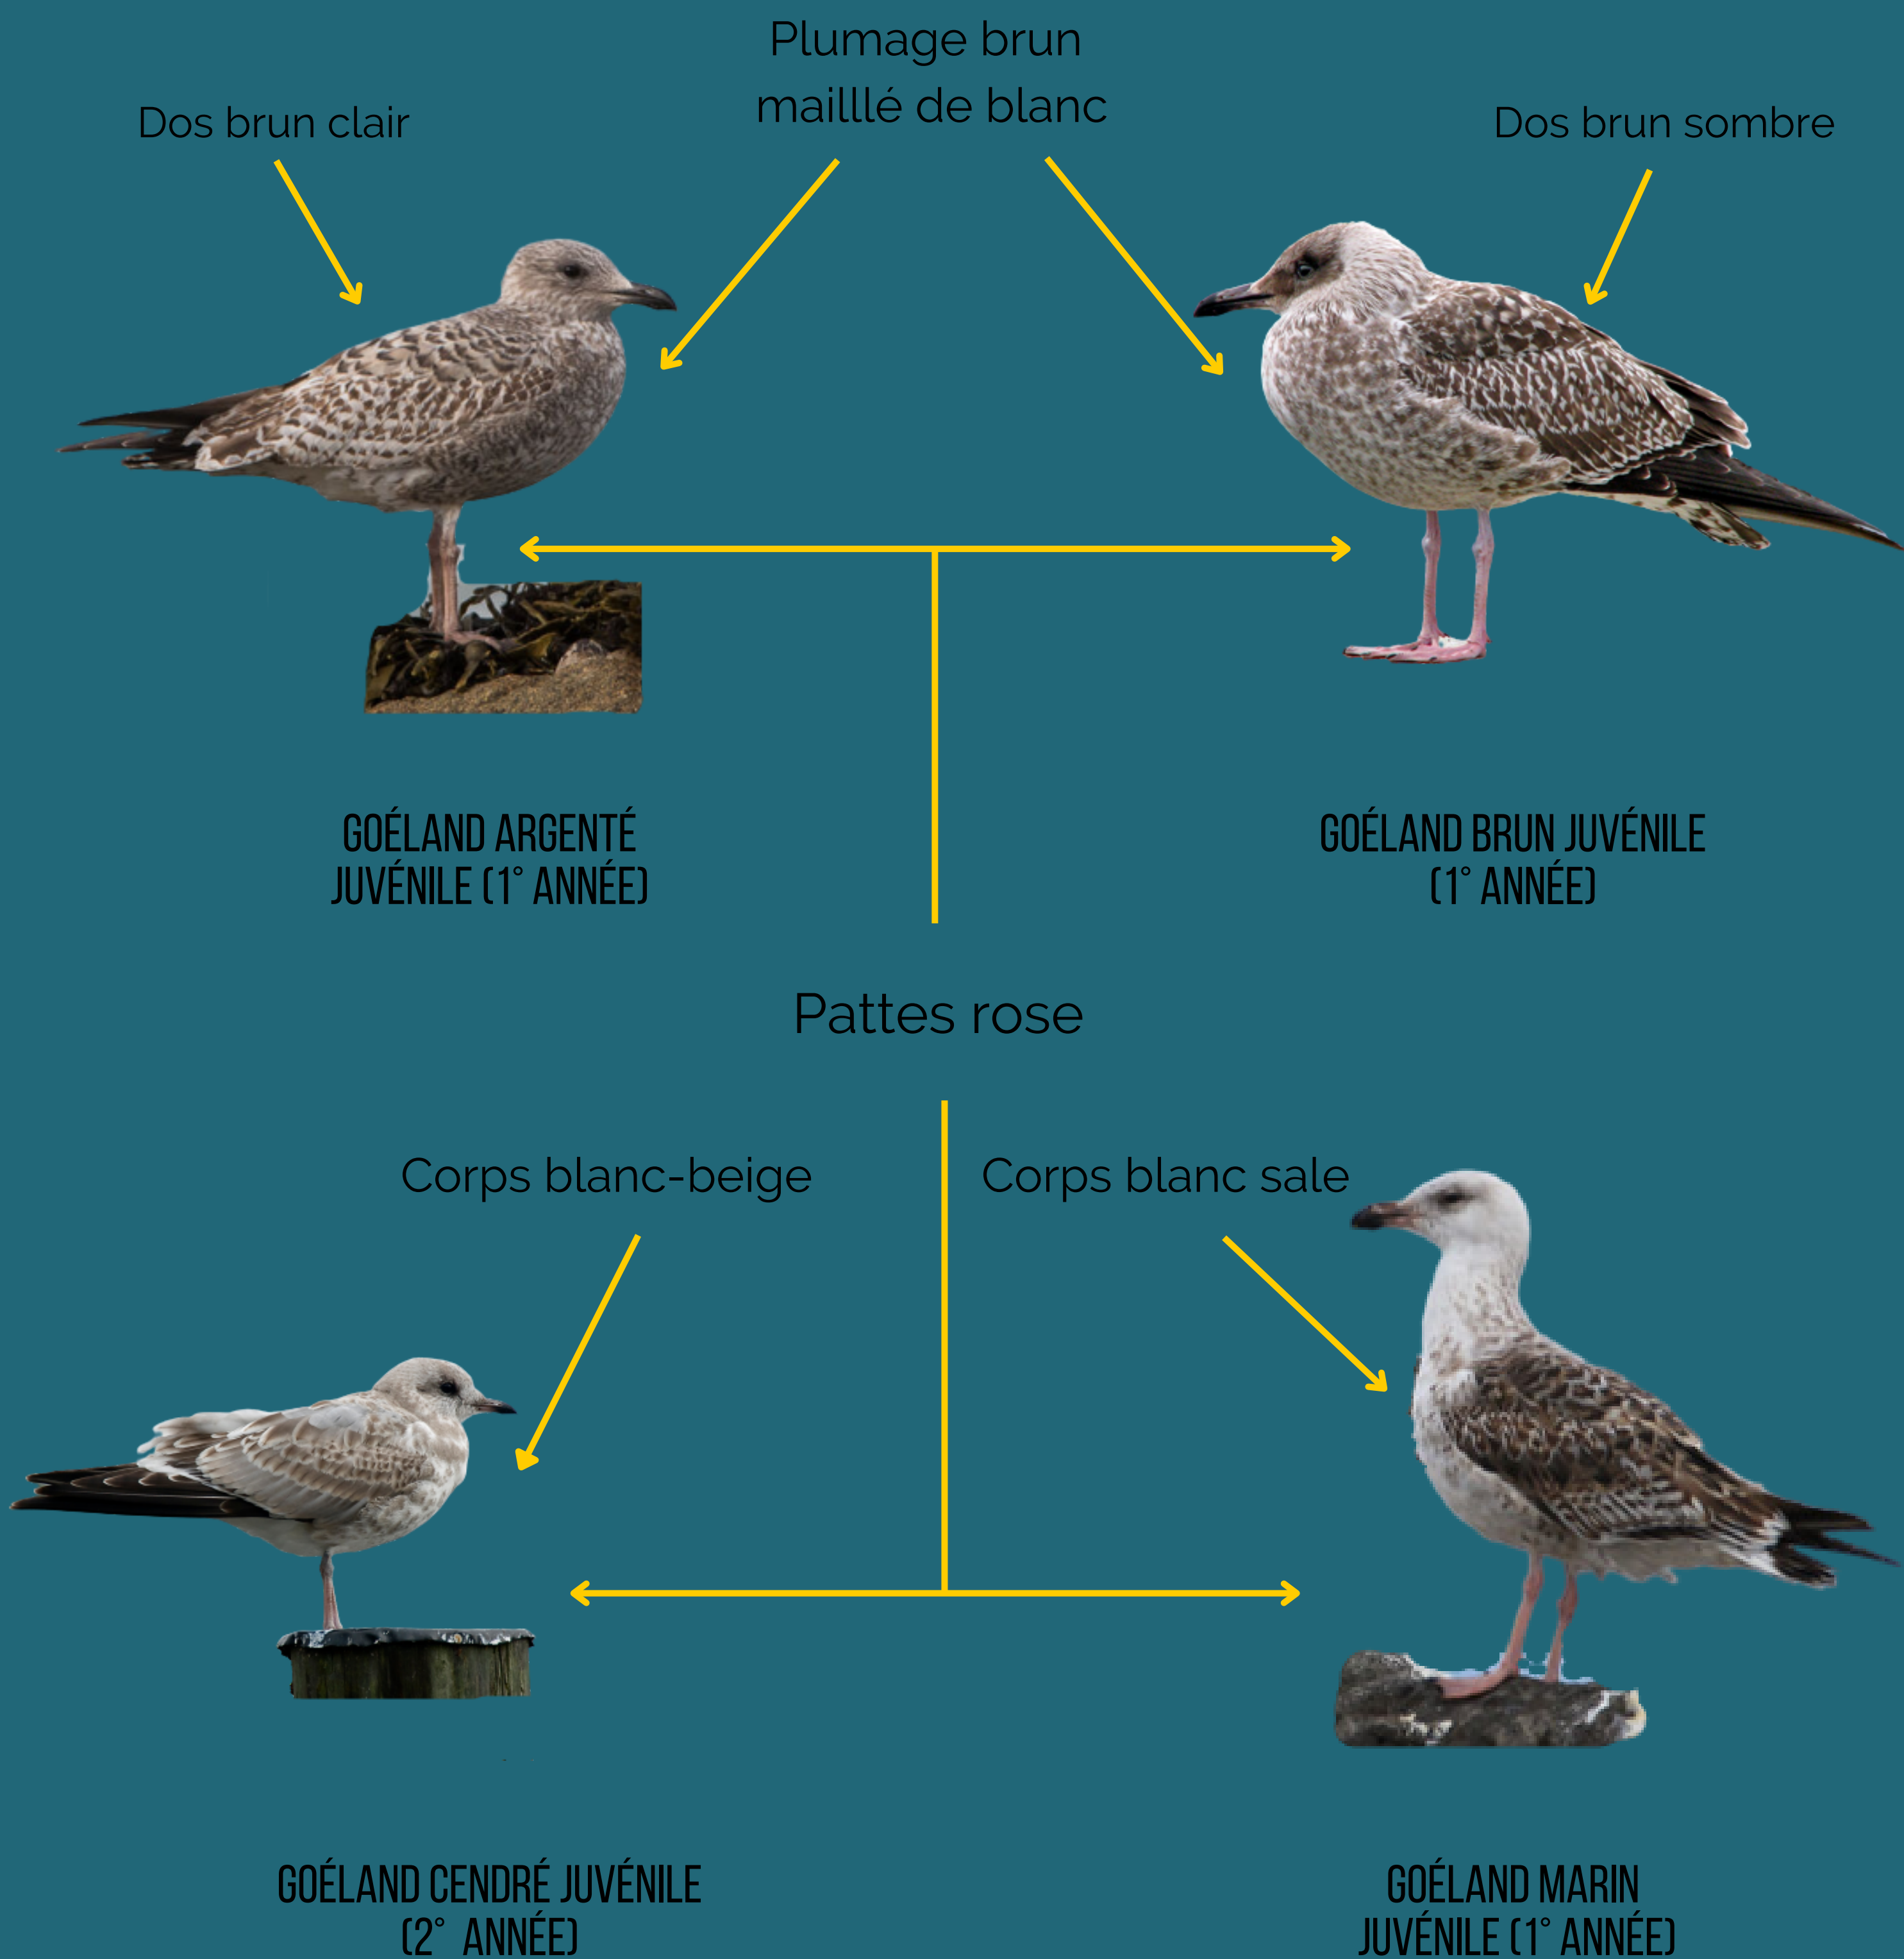 Plumage brun
mailllé de blanc
Dos brun clair
Dos brun sombre
GOÉLAND ARGENTÉ
JUVÉNILE (1° ANNÉE)
GOÉLAND BRUN JUVÉNILE
(1° ANNÉE)
Pattes rose
Corps blanc-beige
Corps blanc sale
GOÉLAND CENDRÉ JUVÉNILE
(2° ANNÉE)
GOÉLAND MARIN
JUVÉNILE (1° ANNÉE)